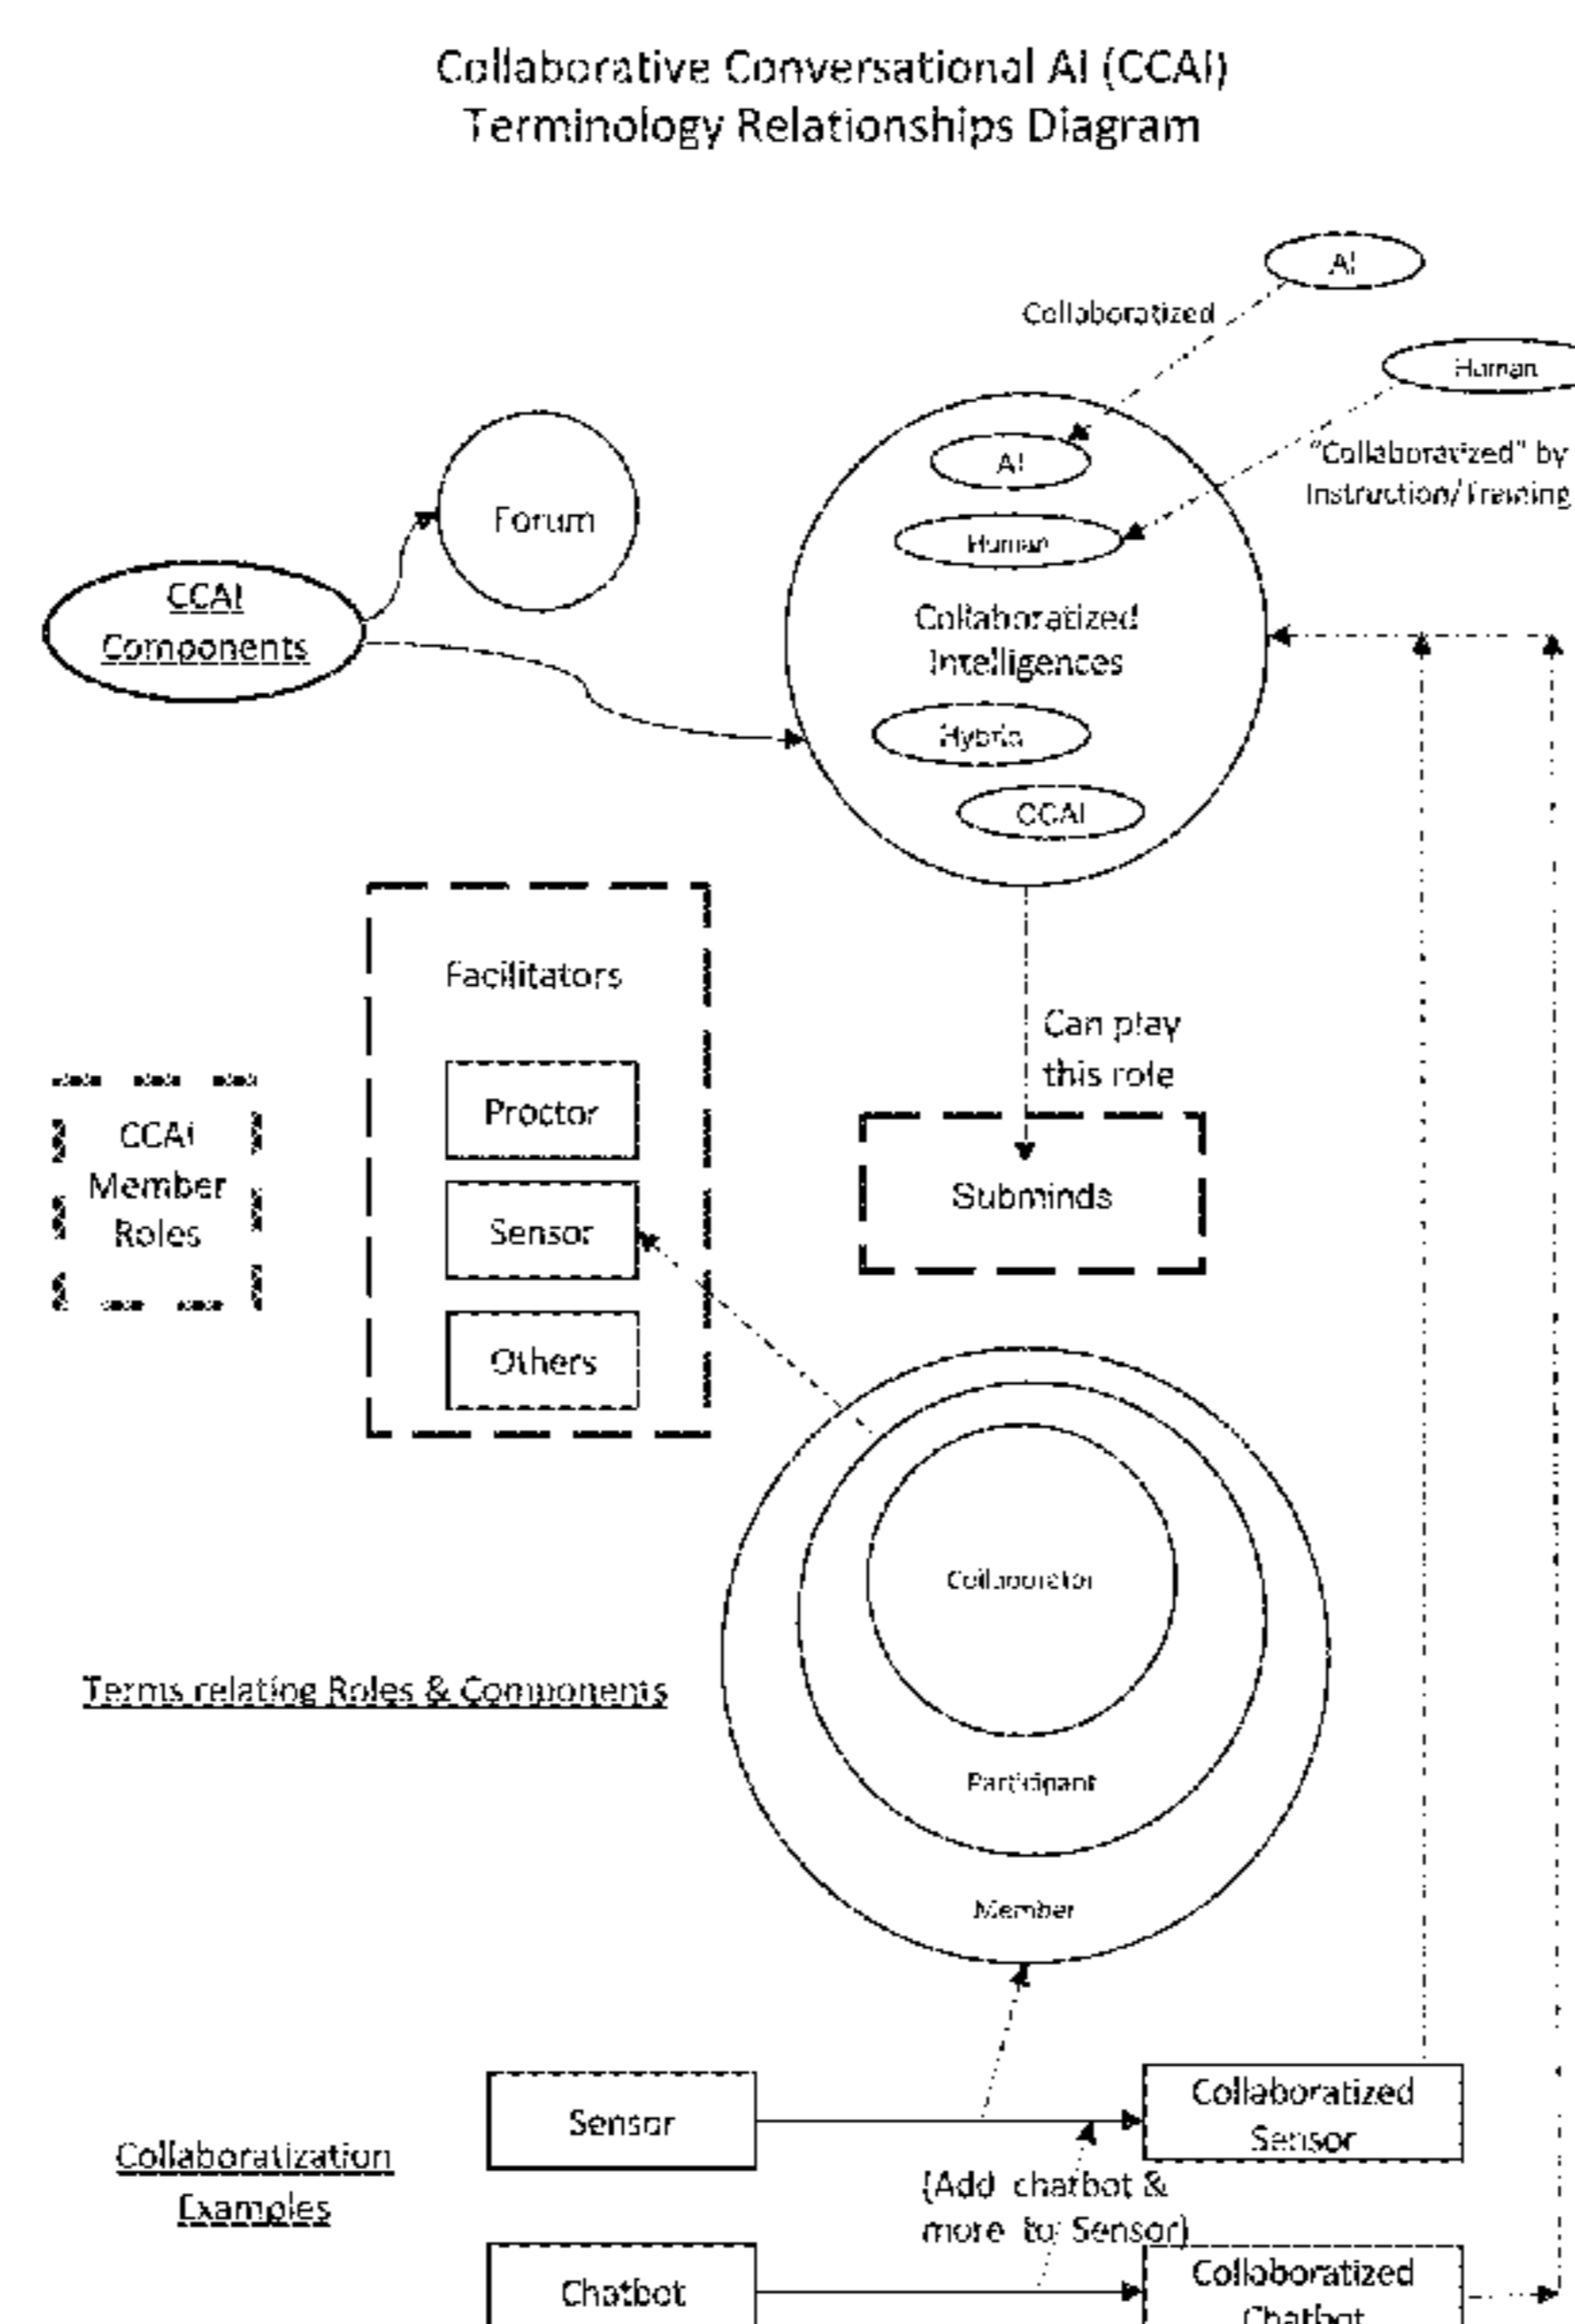 Collaborative Conversational AI (CCAI)
Terminology Relationships Diagram
AI
Collaboratized
Human
"Collaboratized" by
Instruction/Training
AI
Human
Forum
CCAI
Components
Collaboratized
Intelligences
Hybrid
CCAI
Facilitators
Can play
this role
Proctor
CCAI
Member
Roles
Subminds
Sensor
Others
Collaborator
Terms relating Roles & Components
Participant
Member
Sensor
Collaboratized
Sensor
Collaboratization
Examples
(Add chatbot &
more to Sensor)
Chatbot
Collaboratized
Chatbot